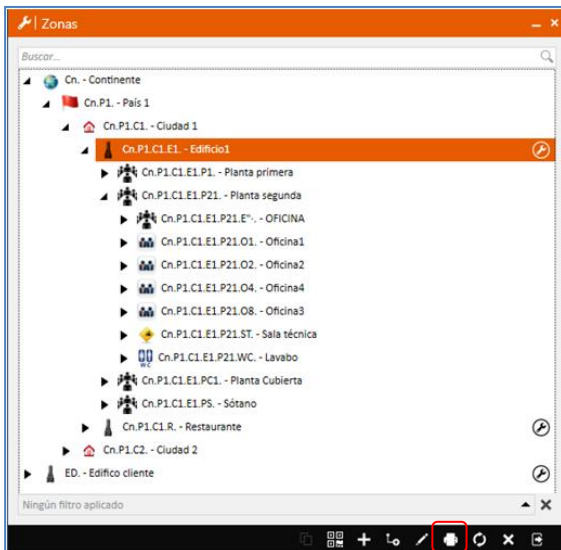 Zonas
Buscar...
Cn. - Continente
Cn.P1. - País 1
Cn.P1.C1. - Ciudad 1
Cn.P1.C1.E1. - Edificio1
Cn.P1.C1.E1.P1. - Planta primera
Cn.P1.C1.E1.P21. - Planta segunda
Cn.P1.C1.E1.P21.E"·. - OFICINA
Cn.P1.C1.E1.P21.O1. - Oficina1
Cn.P1.C1.E1.P21.O2. - Oficina2
Cn.P1.C1.E1.P21.O4. - Oficina4
Cn.P1.C1.E1.P21.O8. - Oficina3
Cn.P1.C1.E1.P21.ST. - Sala técnica
WC Cn.P1.C1.E1.P21.WC. - Lavabo
Cn.P1.C1.E1.PC1. - Planta Cubierta
Cn.P1.C1.E1.PS. - Sótano
Cn.P1.C1.R. - Restaurante
Cn.P1.C2. - Ciudad 2
ED. - Edifico cliente
Ningún filtro aplicado